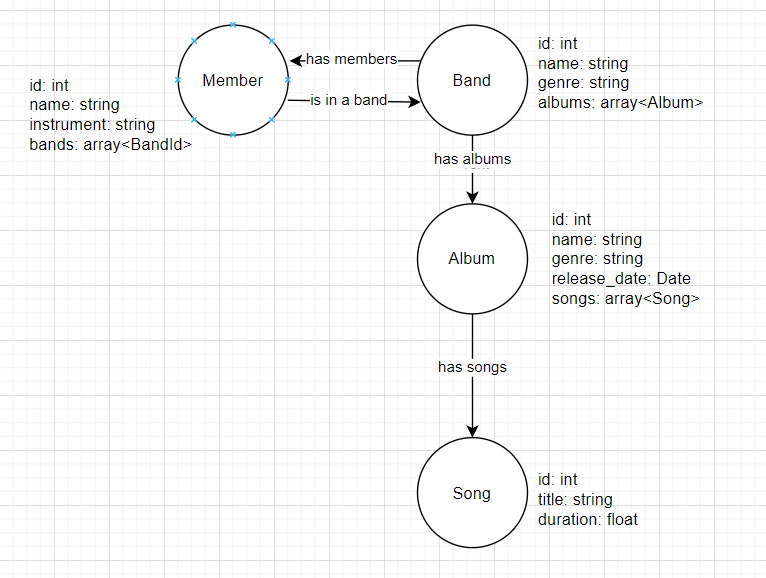 Member
id: int
name: string
instrument: string
bands: array<BandId>
has members
is in a band
Band
id: int
name: string
genre: string
albums: array<Album>
has albums
Album
id: int
name: string
genre: string
release_date: Date
songs: array<Song>
has songs
Song
id: int
title: string
duration: float